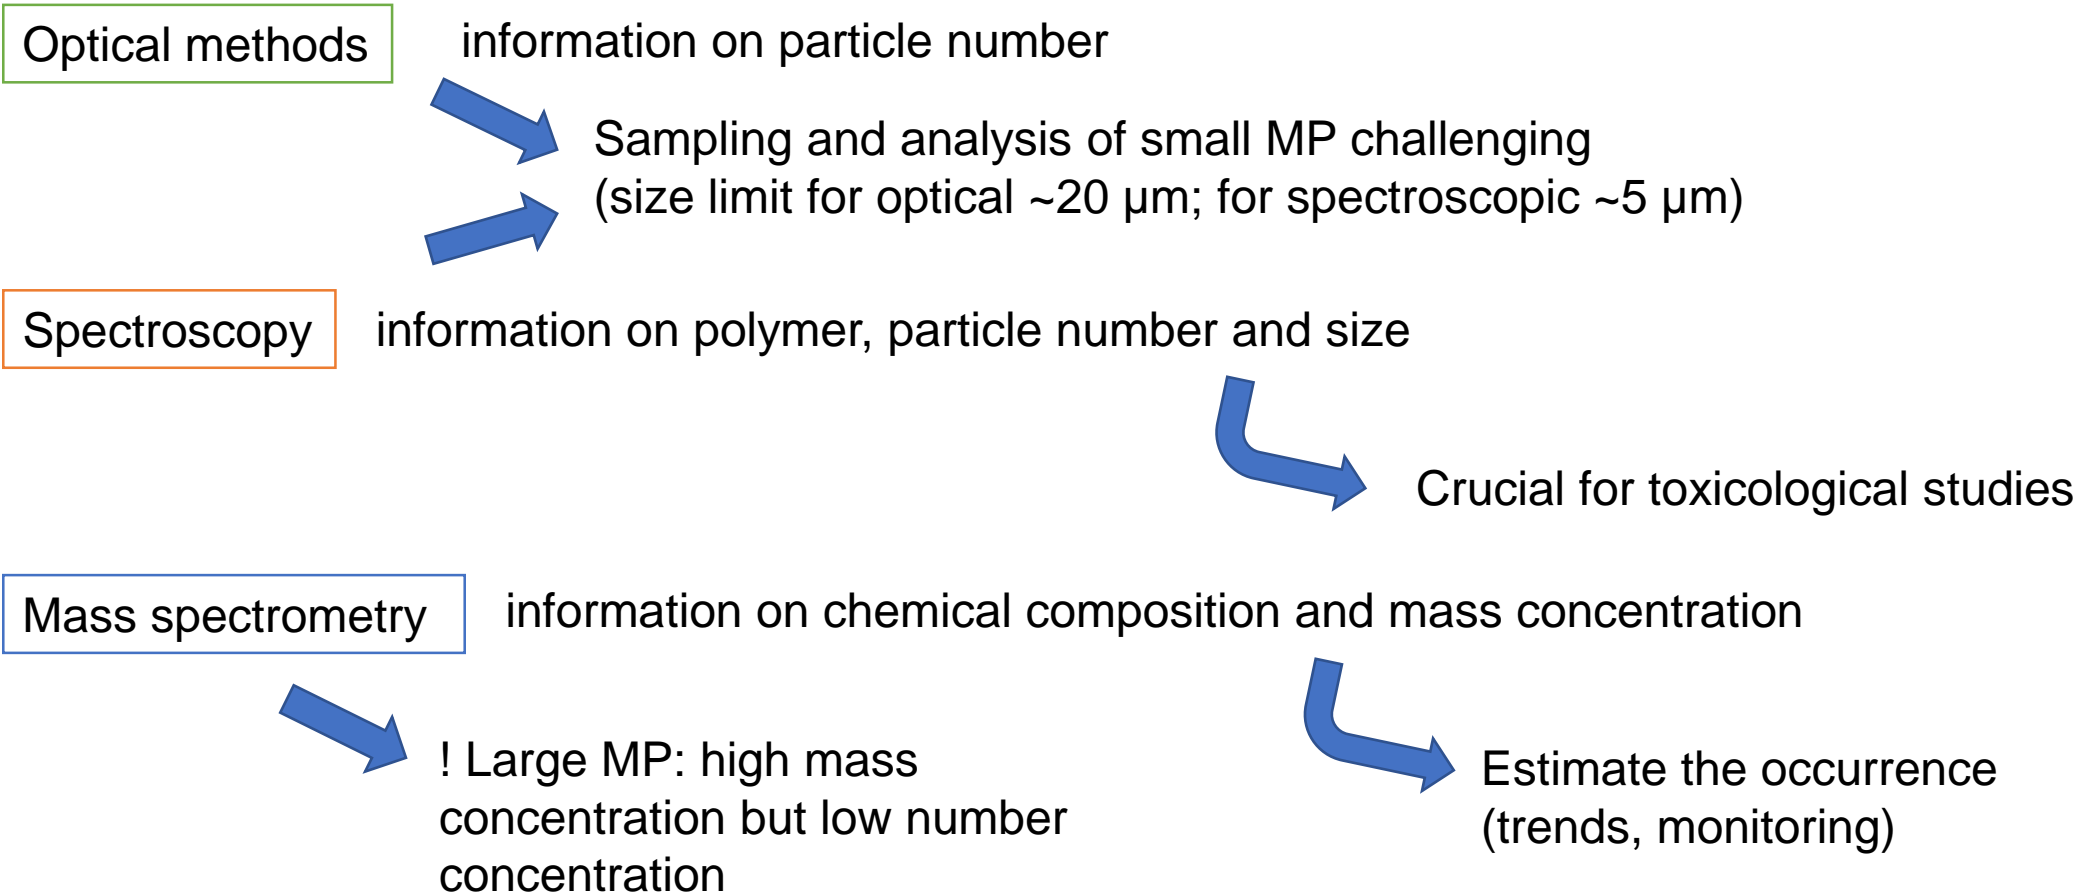 Optical methods
information on particle number
Sampling and analysis of small MP challenging
(size limit for optical ~20 µm; for spectroscopic ~5 µm)
Spectroscopy
information on polymer, particle number and size
Crucial for toxicological studies
Mass spectrometry
information on chemical composition and mass concentration
! Large MP: high mass
concentration but low number
concentration
Estimate the occurrence
(trends, monitoring)